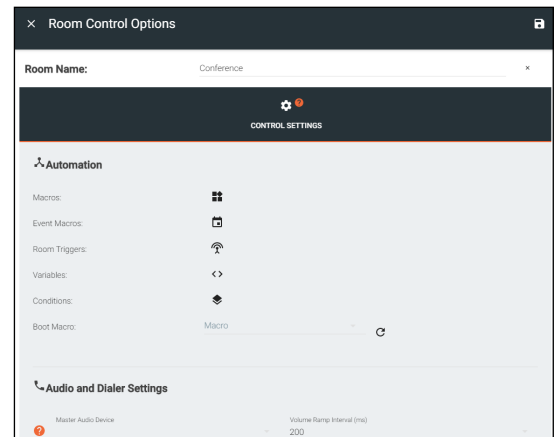 × Room Control Options
Room Name: Conference ×
?
CONTROL SETTINGS
Automation
Macros:
Event Macros:
Room Triggers:
Variables: < >
Conditions:
Boot Macro: Macro
Audio and Dialer Settings
Master Audio Device Volume Ramp Interval (ms)
? 200